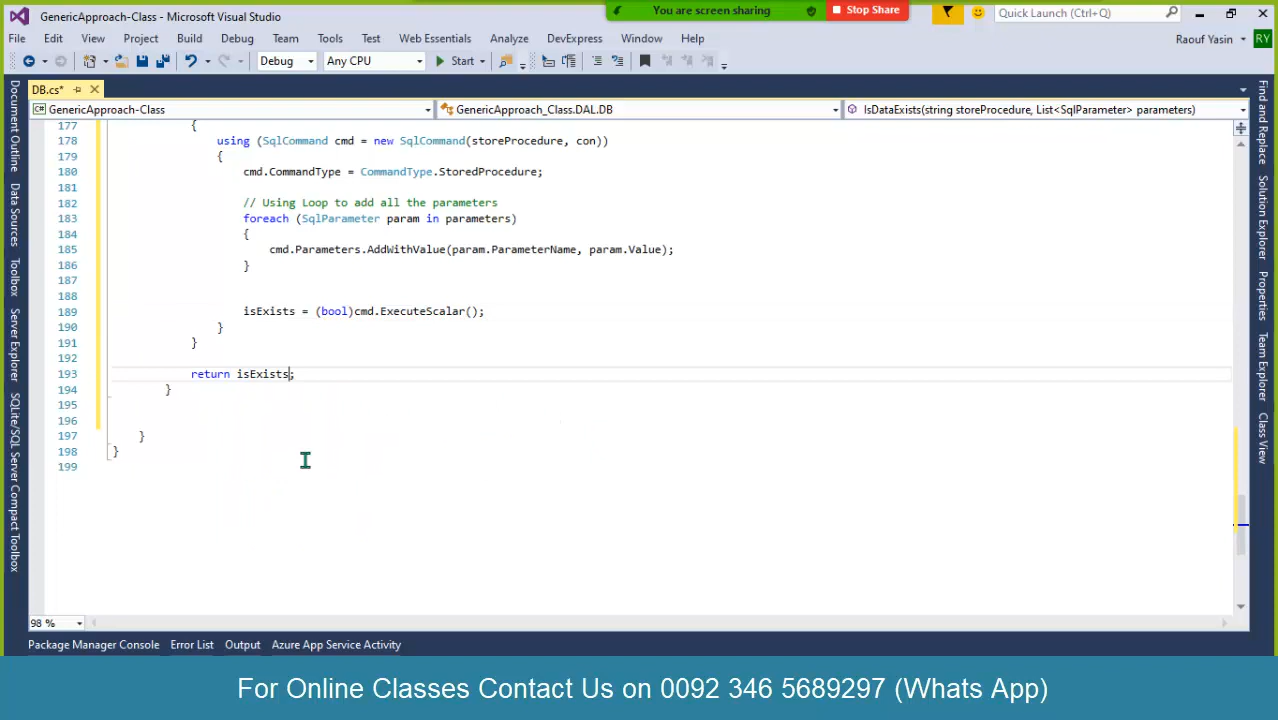 GenericApproach-Class - Microsoft Visual Studio
You are screen sharing
Stop Share
Quick Launch (Ctrl+Q)
File Edit View Project Build Debug Team Tools Test Web Essentials Analyze DevExpress Window Help
Raouf Yasin
RY
Debug
Any CPU
Start
DB.cs*
GenericApproach-Class
GenericApproach_Class.DAL.DB
IsDataExists(string storeProcedure, List<SqlParameter> parameters)
177 {
178 using (SqlCommand cmd = new SqlCommand(storeProcedure, con))
179 {
180 cmd.CommandType = CommandType.StoredProcedure;
181
182 // Using Loop to add all the parameters
183 foreach (SqlParameter param in parameters)
184 {
185 cmd.Parameters.AddWithValue(param.ParameterName, param.Value);
186 }
187
188
189 isExists = (bool)cmd.ExecuteScalar();
190 }
191 }
192
193 return isExists;
194 }
195
196
197 }
198 }
199
98 %
Document Outline
Data Sources
Toolbox
Server Explorer
SQLite/SQL Server Compact Toolbox
Find and Replace
Solution Explorer
Properties
Team Explorer
Class View
Package Manager Console Error List Output Azure App Service Activity
For Online Classes Contact Us on 0092 346 5689297 (Whats App)